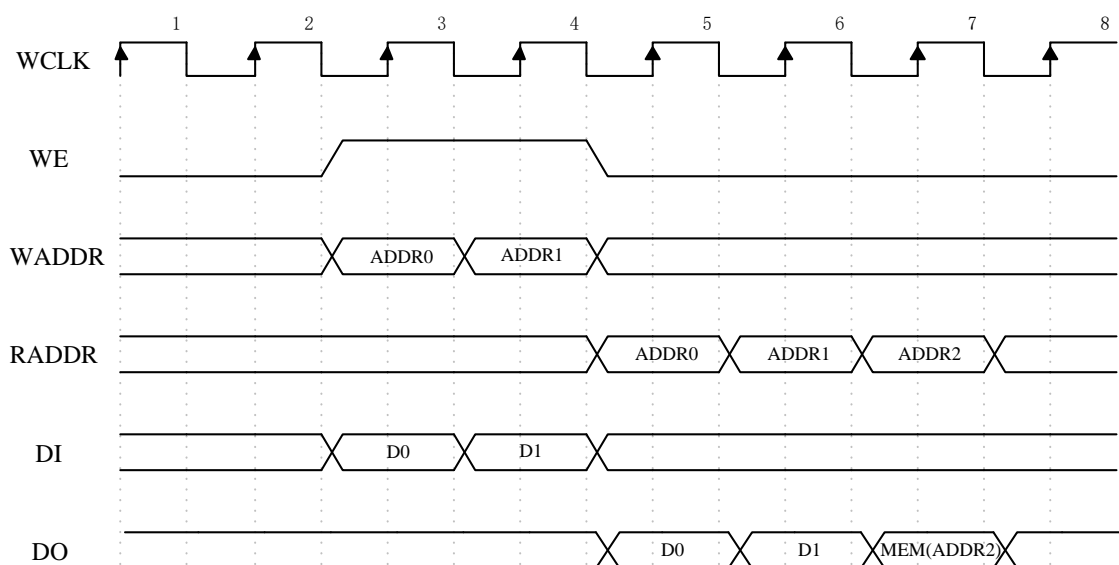 1 2 3 4 5 6 7 8
WCLK
WE
WADDR ADDR0 ADDR1
RADDR ADDR0 ADDR1 ADDR2
DI D0 D1
DO D0 D1 MEM(ADDR2)